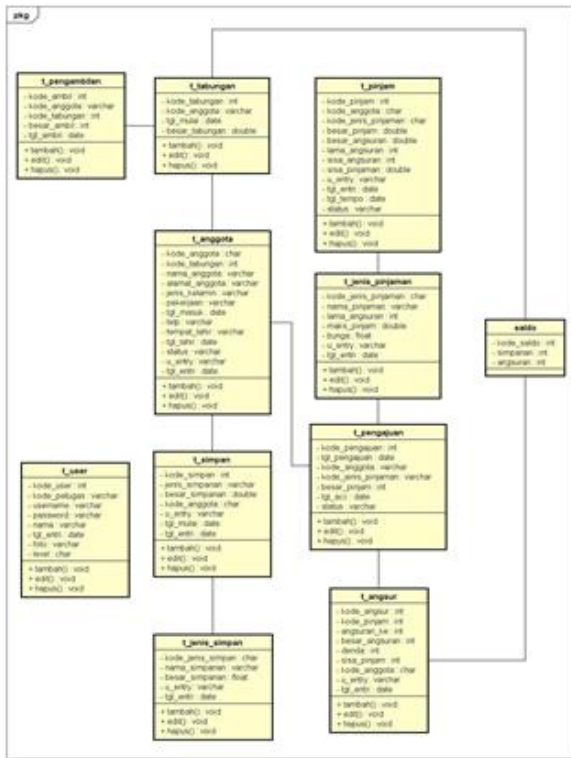 pkg
t_pengambilan
- kode_ambil : int
- kode_anggota : varchar
- kode_tabungan : int
- besar_ambil : int
- tgl_ambil : date
+ tambah() : void
+ edit() : void
+ hapus() : void
t_tabungan
- kode_tabungan : int
- kode_anggota : varchar
- tgl_mulai : date
- besar_tabungan : double
+ tambah() : void
+ edit() : void
+ hapus() : void
t_pinjam
- kode_pinjam : int
- kode_anggota : char
- kode_jenis_pinjaman : char
- besar_pinjam : double
- besar_angsuran : double
- lama_angsuran : int
- sisa_angsuran : int
- sisa_pinjaman : double
- u_entry : varchar
- tgl_entri : date
- tgl_tempo : date
- status : varchar
+ tambah() : void
+ edit() : void
+ hapus() : void
t_anggota
- kode_anggota : char
- kode_tabungan : int
- nama_anggota : varchar
- alamat_anggota : varchar
- jenis_kelamin : varchar
- pekerjaan : varchar
- tgl_masuk : date
- telp : varchar
- tempat_lahir : varchar
- tgl_lahir : date
- status : varchar
- u_entry : varchar
- tgl_entri : date
+ tambah() : void
+ edit() : void
+ hapus() : void
t_jenis_pinjaman
- kode_jenis_pinjaman : char
- nama_pinjaman : varchar
- lama_angsuran : int
- maks_pinjam : double
- bunga : float
- u_entry : varchar
- tgl_entri : date
+ tambah() : void
+ edit() : void
+ hapus() : void
saldo
- kode_saldo : int
- simpanan : int
- angsuran : int
t_pengajuan
- kode_pengajuan : int
- tgl_pengajuan : date
- kode_anggota : varchar
- kode_jenis_pinjaman : varchar
- besar_pinjam : int
- tgl_acc : date
- status : varchar
+ tambah() : void
+ edit() : void
+ hapus() : void
t_user
- kode_user : int
- kode_petugas : varchar
- username : varchar
- password : varchar
- nama : varchar
- tgl_entri : date
- foto : varchar
- level : char
+ tambah() : void
+ edit() : void
+ hapus() : void
t_simpan
- kode_simpan : int
- jenis_simpanan : varchar
- besar_simpanan : double
- kode_anggota : char
- u_entry : varchar
- tgl_mulai : date
- tgl_entri : date
+ tambah() : void
+ edit() : void
+ hapus() : void
t_angsur
- kode_angsur : int
- kode_pinjam : int
- angsuran_ke : int
- besar_angsuran : int
- denda : int
- sisa_pinjam : int
- kode_anggota : char
- u_entry : varchar
- tgl_entri : date
+ tambah() : void
+ edit() : void
+ hapus() : void
t_jenis_simpan
- kode_jenis_simpan : char
- nama_simpanan : varchar
- besar_simpanan : float
- u_entry : varchar
- tgl_entri : date
+ tambah() : void
+ edit() : void
+ hapus() : void